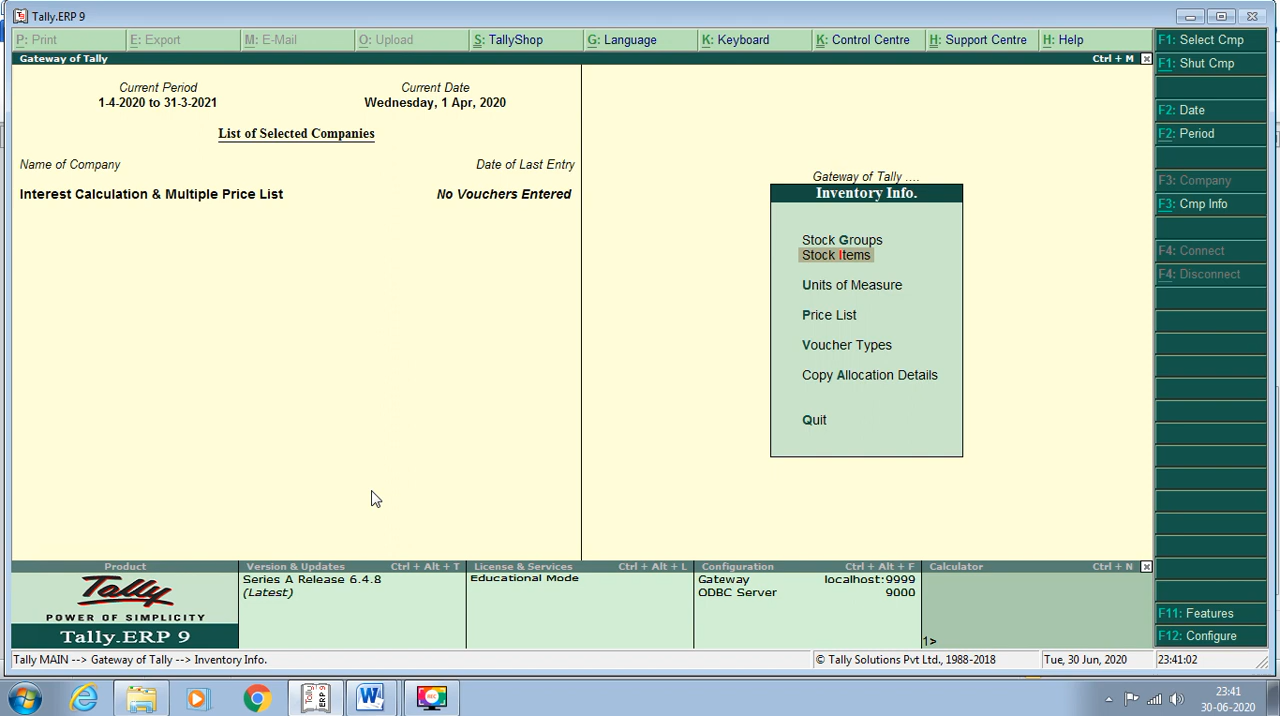 Tally.ERP 9
P: Print
E: Export
M: E-Mail
O: Upload
S: TallyShop
G: Language
K: Keyboard
K: Control Centre
H: Support Centre
H: Help
F1: Select Cmp
F1: Shut Cmp
F2: Date
F2: Period
F3: Company
F3: Cmp Info
F4: Connect
F4: Disconnect
F11: Features
F12: Configure
Gateway of Tally
Ctrl + M
Current Period
1-4-2020 to 31-3-2021
Current Date
Wednesday, 1 Apr, 2020
List of Selected Companies
Name of Company
Date of Last Entry
Interest Calculation & Multiple Price List
No Vouchers Entered
Gateway of Tally ....
Inventory Info.
Stock Groups
Stock Items
Units of Measure
Price List
Voucher Types
Copy Allocation Details
Quit
Product
Tally
POWER OF SIMPLICITY
Tally.ERP 9
Version & Updates
Ctrl + Alt + T
Series A Release 6.4.8
(Latest)
License & Services
Ctrl + Alt + L
Educational Mode
Configuration
Ctrl + Alt + F
Gateway
localhost:9999
ODBC Server
9000
Calculator
Ctrl + N
1>
Tally MAIN --> Gateway of Tally --> Inventory Info.
© Tally Solutions Pvt Ltd., 1988-2018
Tue, 30 Jun, 2020
23:41:02
23:41
30-06-2020